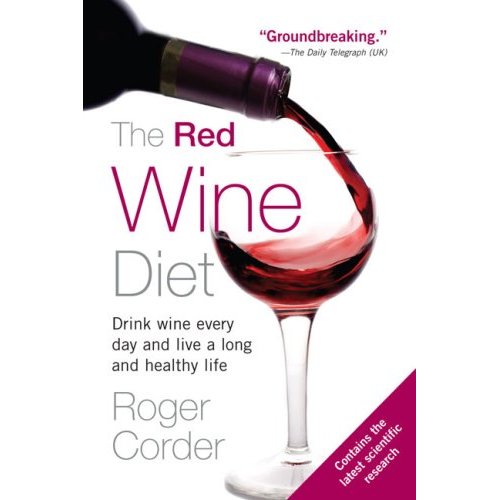 “Groundbreaking.”
—The Daily Telegraph (UK)
The Red
Wine
Diet
Drink wine every
day and live a long
and healthy life
Roger
Corder
Contains the
latest scientific
research